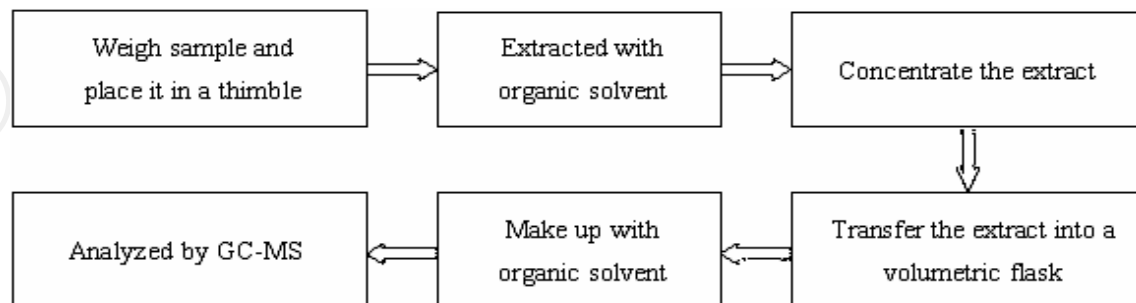 Weigh sample and
place it in a thimble
Extracted with
organic solvent
Concentrate the extract
Transfer the extract into a
volumetric flask
Make up with
organic solvent
Analyzed by GC-MS